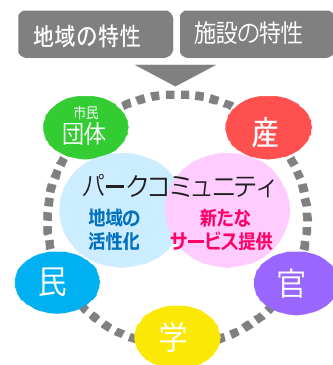 地域の特性
施設の特性
市民
団体
産
パークコミュニティ
地域の
活性化
新たな
サービス提供
民
官
学